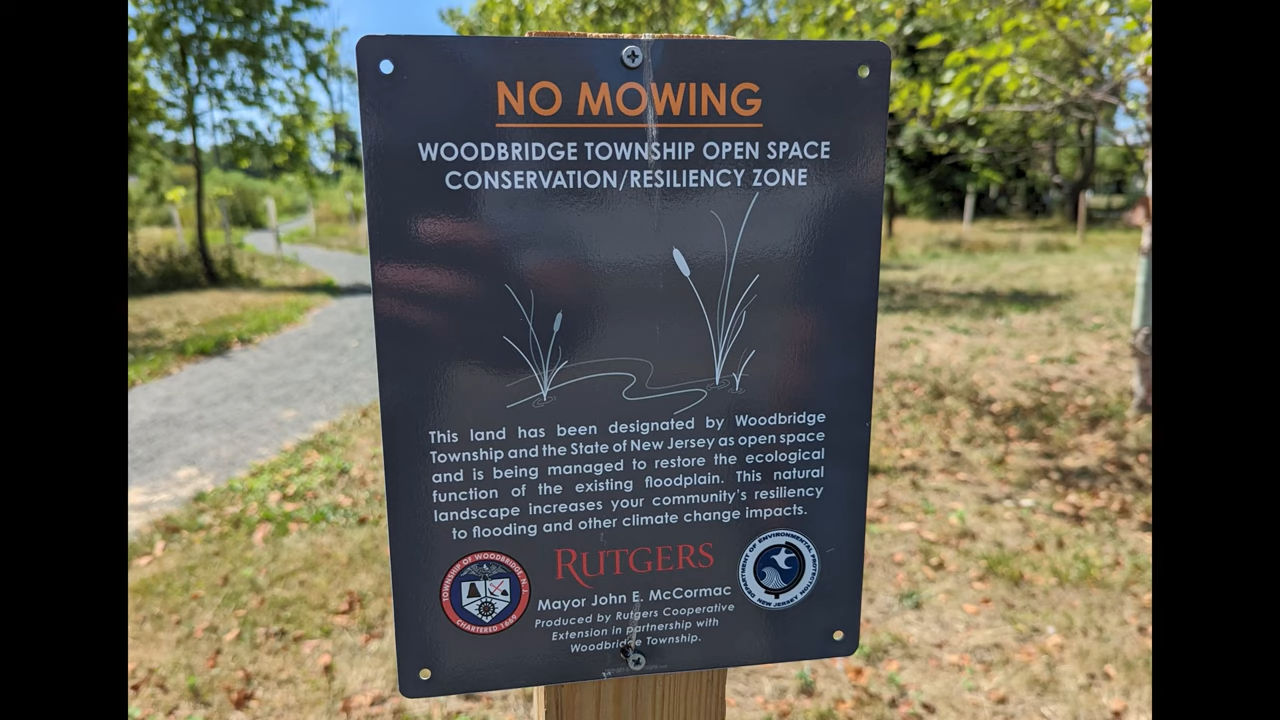 NO MOWING
WOODBRIDGE TOWNSHIP OPEN SPACE
CONSERVATION/RESILIENCY ZONE
This land has been designated by Woodbridge
Township and the State of New Jersey as open space
and is being managed to restore the ecological
function of the existing floodplain. This natural
landscape increases your community's resiliency
to flooding and other climate change impacts.
TOWNSHIP OF WOODBRIDGE, N.J.
CHARTERED 1669
RUTGERS
Mayor John E. McCormac
Produced by Rutgers Cooperative
Extension in partnership with
Woodbridge Township.
DEPARTMENT OF ENVIRONMENTAL PROTECTION
NEW JERSEY